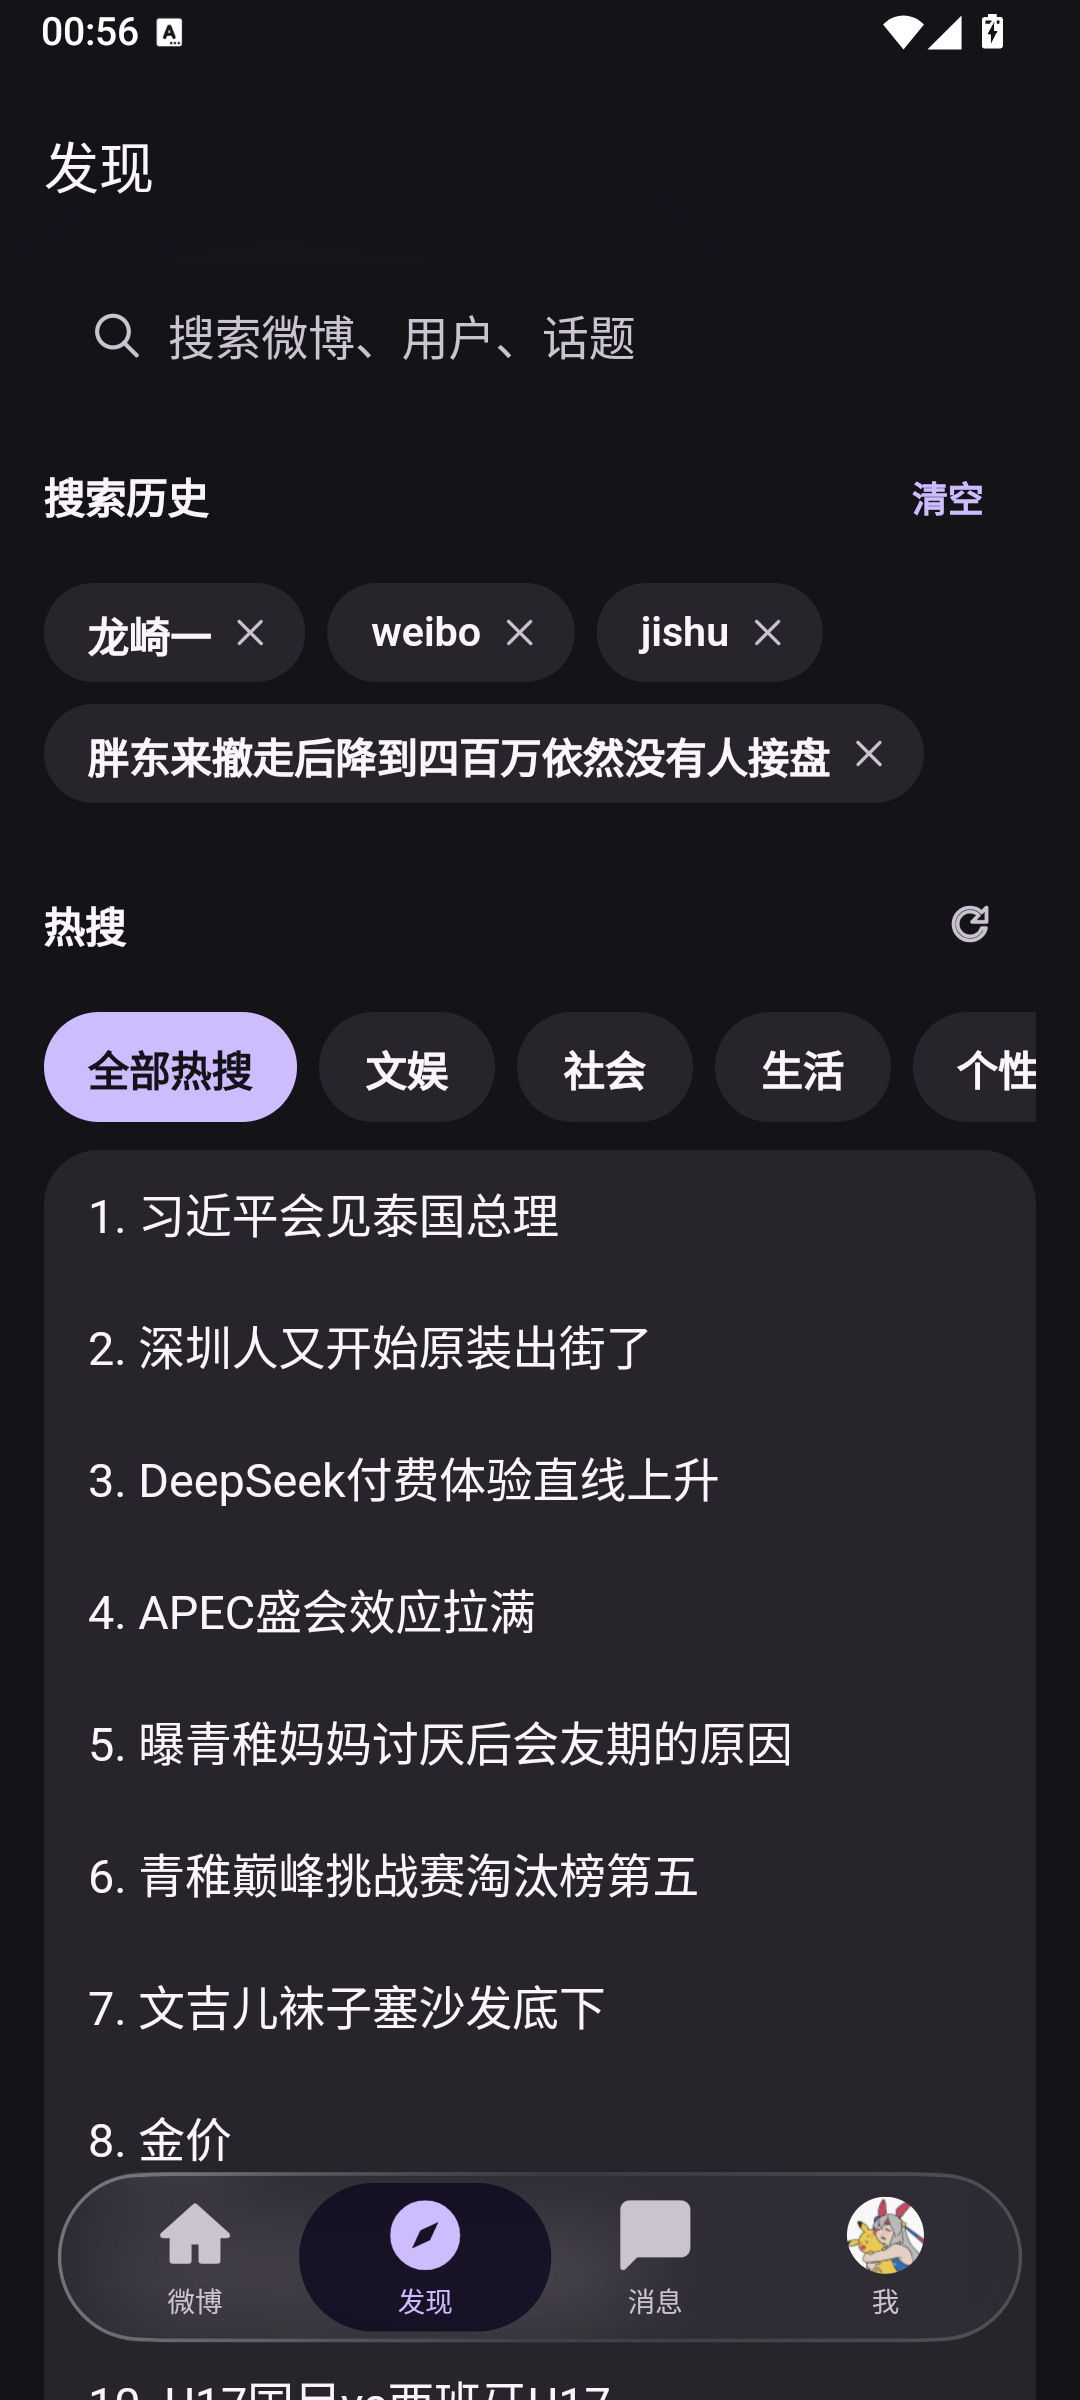 00:56
发现
搜索微博、用户、话题
搜索历史
清空
龙崎一
weibo
jishu
胖东来撤走后降到四百万依然没有人接盘
热搜
全部热搜
文娱
社会
生活
个性
1. 习近平会见泰国总理
2. 深圳人又开始原装出街了
3. DeepSeek付费体验直线上升
4. APEC盛会效应拉满
5. 曝青稚妈妈讨厌后会友期的原因
6. 青稚巅峰挑战赛淘汰榜第五
7. 文吉儿袜子塞沙发底下
8. 金价
微博
发现
消息
我